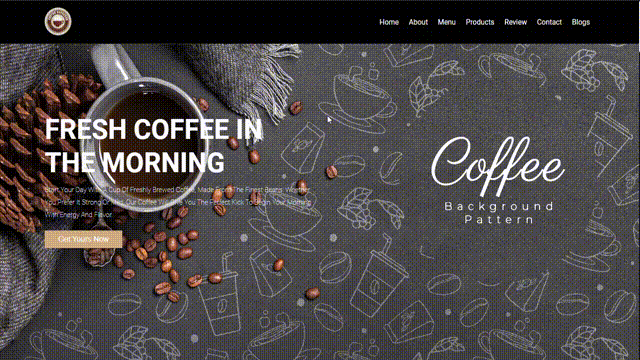 Home About Menu Products Review Contact Blogs
FRESH COFFEE IN
THE MORNING
Start Your Day With A Cup Of Freshly Brewed Coffee, Made From The Finest Beans. Whether
You Prefer It Strong Or Our Coffee Will Give You The Perfect Kick To Begin Your Morning
With Energy And Flavor.
Get Yours Now
Coffee
Background
Pattern